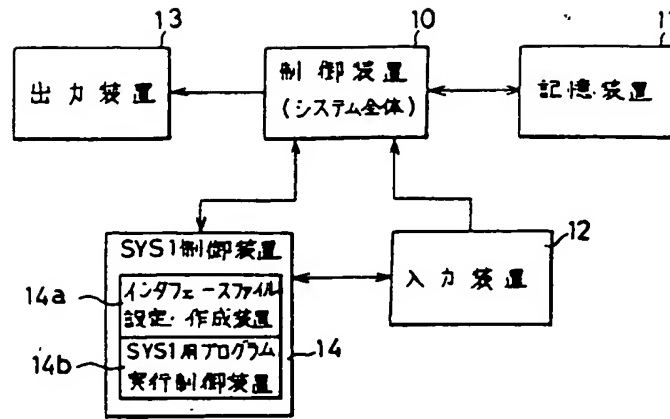 13
10
11
出力装置
制御装置
(システム全体)
記憶装置
SYS1制御装置
12
14a
インタフェースファイル
設定・作成装置
入力装置
14b
SYS1用プログラム
実行制御装置
14